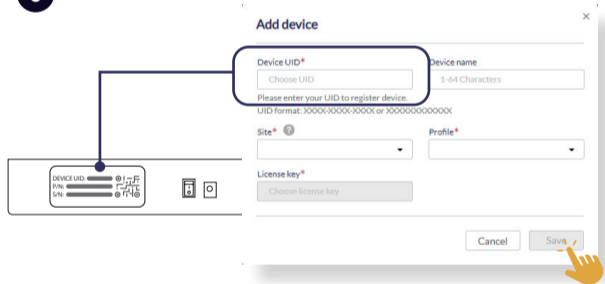 Add device
×
Device UID*
Device name
Choose UID
1-64 Characters
Please enter your UID to register device.
UID format: XXXX-XXXX-XXXX or XXXXXXXXXXXX
Site* ?
Profile*
License key*
Choose license key
DEVICE UID:
P/N:
S/N:
Cancel
Save